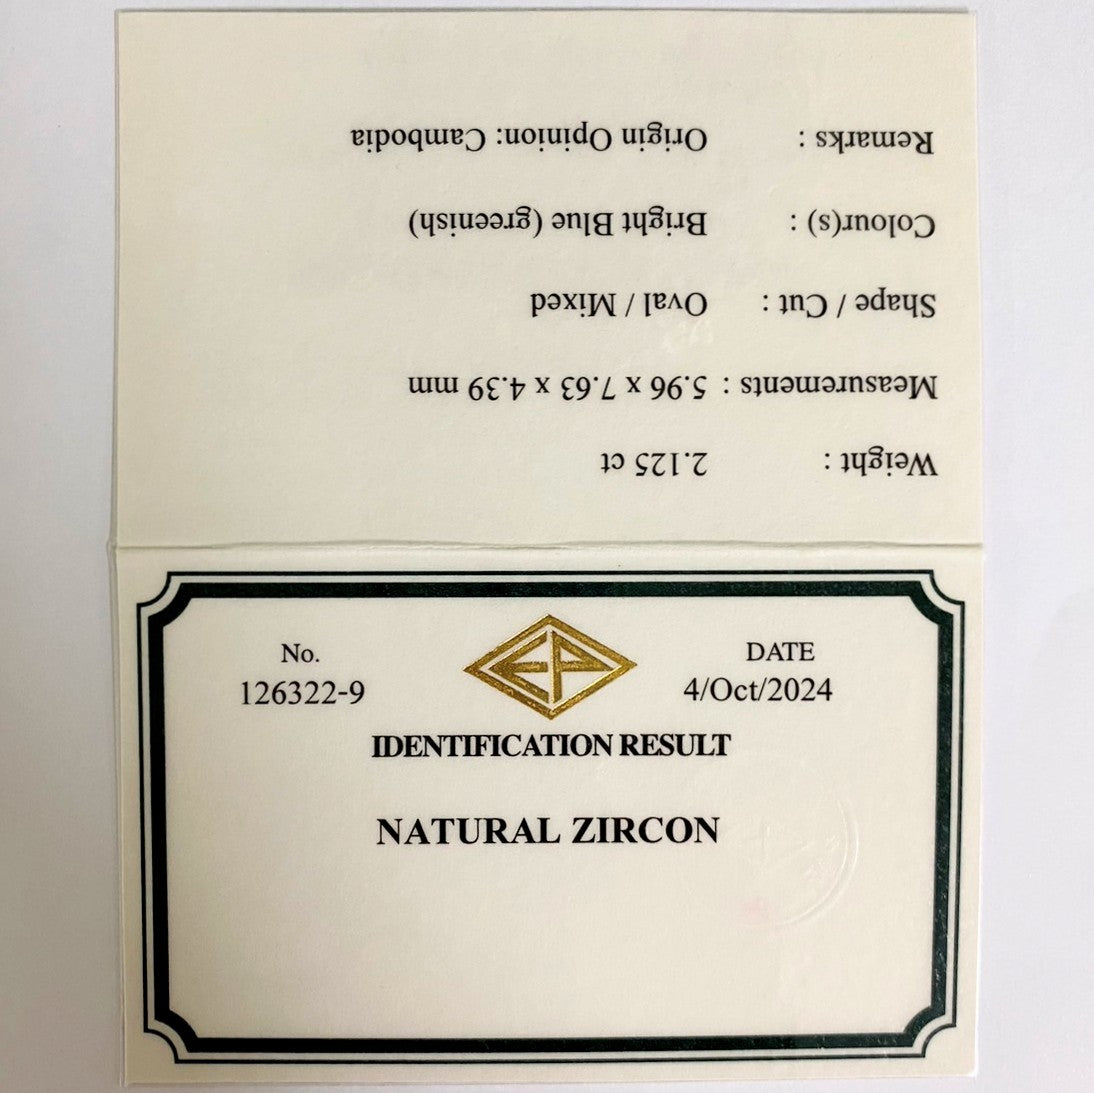 Weight : 2.125 ct
Measurements : 5.96 x 7.63 x 4.39 mm
Shape / Cut : Oval / Mixed
Colour(s) : Bright Blue (greenish)
Remarks : Origin Opinion: Cambodia
EP
No. DATE
126322-9 4/Oct/2024
IDENTIFICATION RESULT
NATURAL ZIRCON